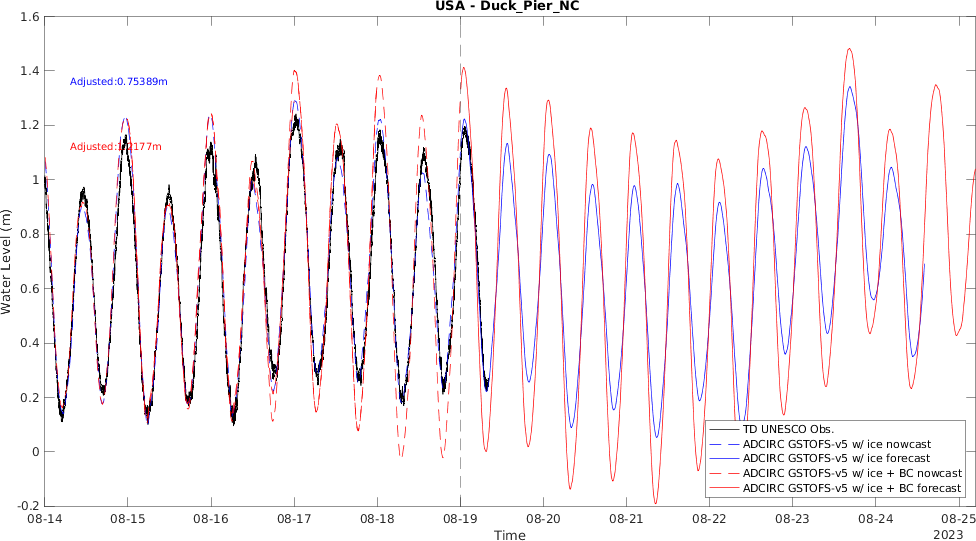 USA - Duck_Pier_NC
1.6
1.4
1.2
1
0.8
0.6
0.4
0.2
0
-0.2
Water Level (m)
Adjusted:0.75389m
TD UNESCO Obs.
ADCIRC GSTOFS-v5 w/ ice nowcast
ADCIRC GSTOFS-v5 w/ ice forecast
ADCIRC GSTOFS-v5 w/ ice + BC nowcast
ADCIRC GSTOFS-v5 w/ ice + BC forecast
08-14 08-15 08-16 08-17 08-18 08-19 08-20 08-21 08-22 08-23 08-24 08-25
Time
2023